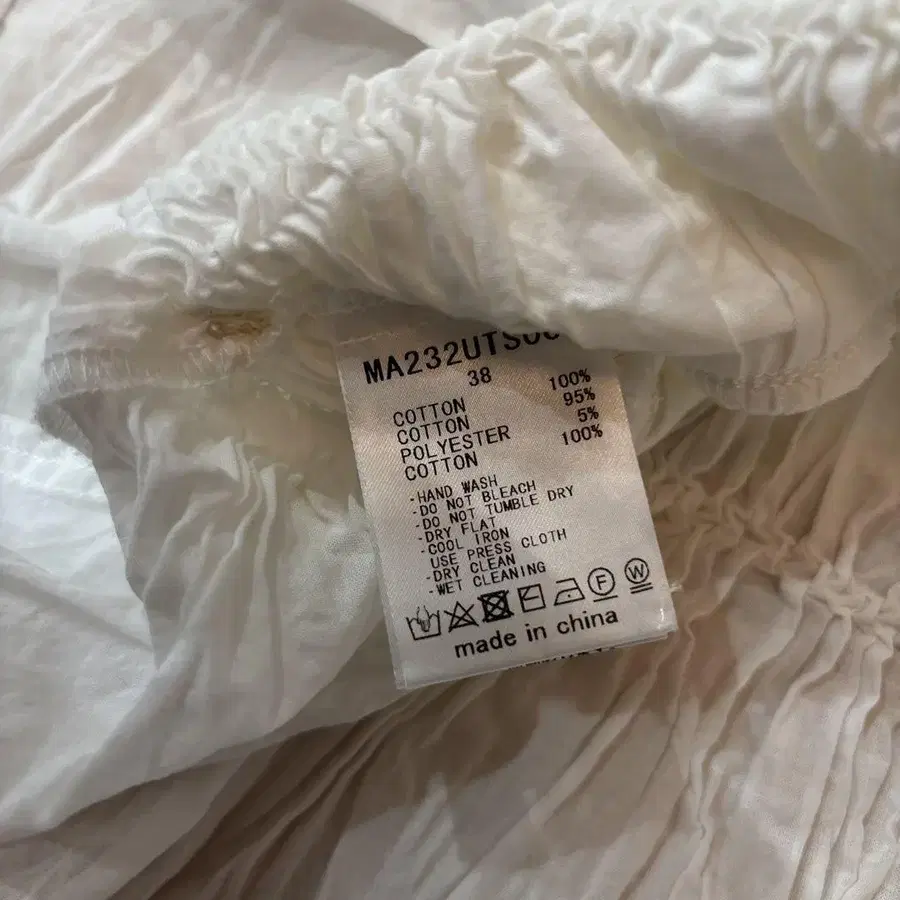 MA232UTS
38
COTTON 100%
COTTON 95%
POLYESTER 5%
COTTON 100%
-HAND WASH
-DO NOT BLEACH
-DO NOT TUMBLE DRY
-DRY FLAT
-COOL IRON
USE PRESS CLOTH
-DRY CLEAN
-WET CLEANING
F W
made in china